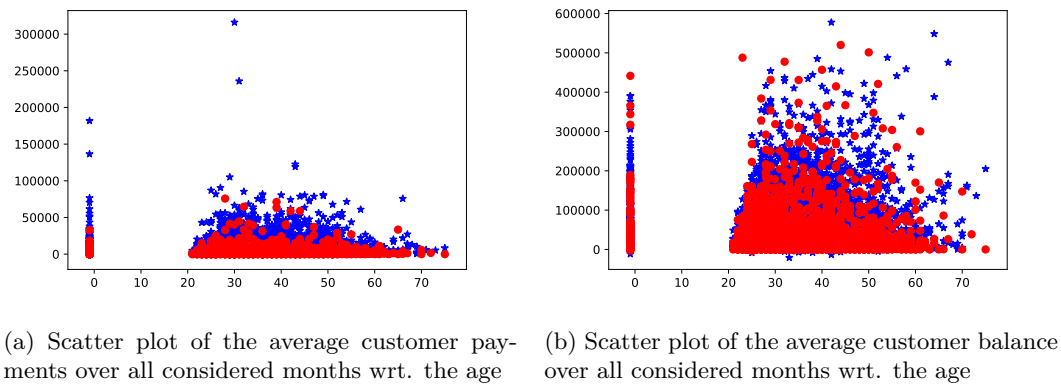 300000
250000
200000
150000
100000
50000
0
0 10 20 30 40 50 60 70
600000
500000
400000
300000
200000
100000
0
0 10 20 30 40 50 60 70
(a) Scatter plot of the average customer pay-
ments over all considered months wrt. the age
(b) Scatter plot of the average customer balance
over all considered months wrt. the age